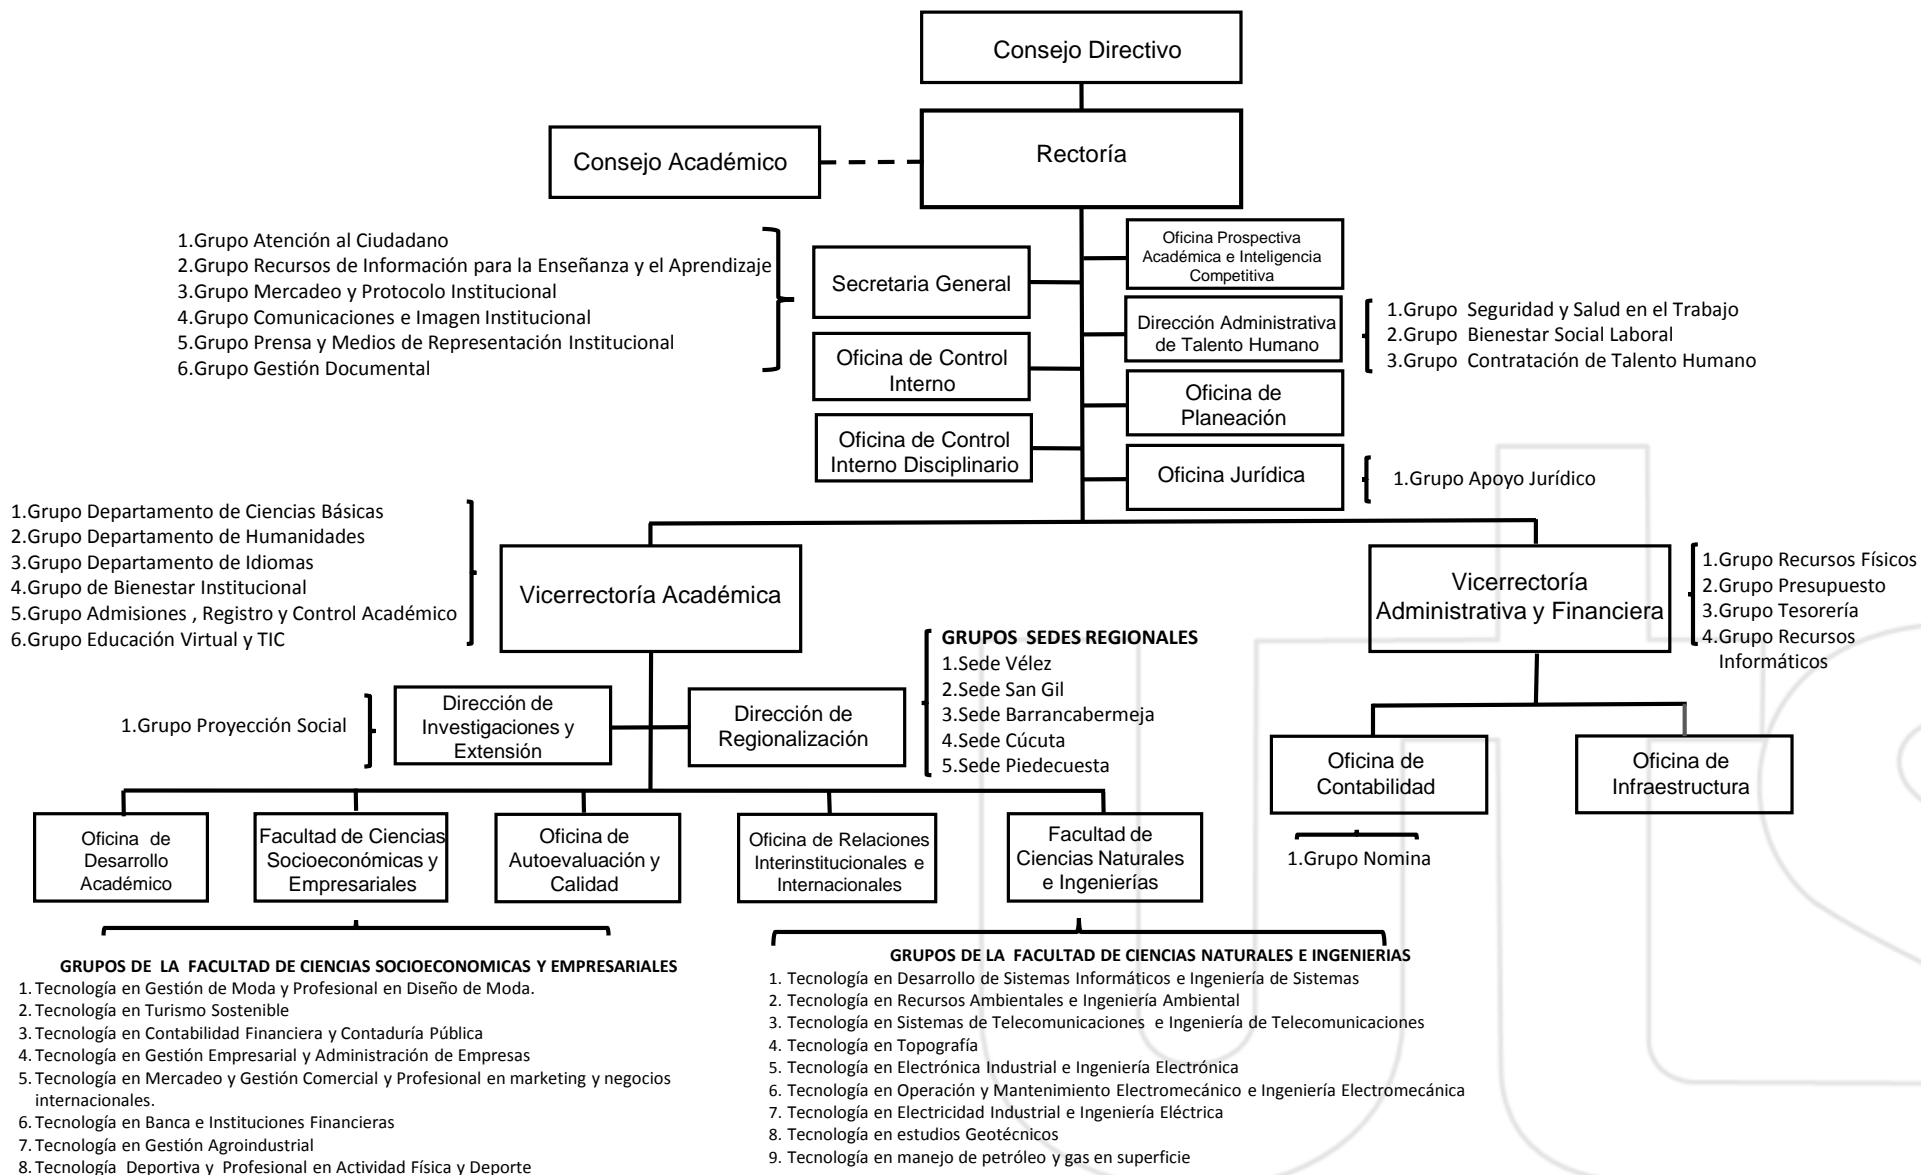 Consejo Directivo
Consejo Académico
Rectoría
1.Grupo Atención al Ciudadano
2.Grupo Recursos de Información para la Enseñanza y el Aprendizaje
3.Grupo Mercadeo y Protocolo Institucional
4.Grupo Comunicaciones e Imagen Institucional
5.Grupo Prensa y Medios de Representación Institucional
6.Grupo Gestión Documental
Secretaria General
Oficina de Control
Interno
Oficina de Control
Interno Disciplinario
Oficina Prospectiva
Académica e Inteligencia
Competitiva
Dirección Administrativa
de Talento Humano
1.Grupo Seguridad y Salud en el Trabajo
2.Grupo Bienestar Social Laboral
3.Grupo Contratación de Talento Humano
Oficina de
Planeación
Oficina Jurídica
1.Grupo Apoyo Jurídico
1.Grupo Departamento de Ciencias Básicas
2.Grupo Departamento de Humanidades
3.Grupo Departamento de Idiomas
4.Grupo de Bienestar Institucional
5.Grupo Admisiones , Registro y Control Académico
6.Grupo Educación Virtual y TIC
Vicerrectoría Académica
Vicerrectoría
Administrativa y Financiera
1.Grupo Recursos Físicos
2.Grupo Presupuesto
3.Grupo Tesorería
4.Grupo Recursos
Informáticos
1.Grupo Proyección Social
Dirección de
Investigaciones y
Extensión
Dirección de
Regionalización
GRUPOS SEDES REGIONALES
1.Sede Vélez
2.Sede San Gil
3.Sede Barrancabermeja
4.Sede Cúcuta
5.Sede Piedecuesta
Oficina de
Contabilidad
Oficina de
Infraestructura
1.Grupo Nomina
Oficina de
Desarrollo
Académico
Facultad de Ciencias
Socioeconómicas y
Empresariales
Oficina de
Autoevaluación y
Calidad
Oficina de Relaciones
Interinstitucionales e
Internacionales
Facultad de
Ciencias Naturales
e Ingenierías
GRUPOS DE LA FACULTAD DE CIENCIAS SOCIOECONOMICAS Y EMPRESARIALES
1. Tecnología en Gestión de Moda y Profesional en Diseño de Moda.
2. Tecnología en Turismo Sostenible
3. Tecnología en Contabilidad Financiera y Contaduría Pública
4. Tecnología en Gestión Empresarial y Administración de Empresas
5. Tecnología en Mercadeo y Gestión Comercial y Profesional en marketing y negocios
internacionales.
6. Tecnología en Banca e Instituciones Financieras
7. Tecnología en Gestión Agroindustrial
8. Tecnología Deportiva y Profesional en Actividad Física y Deporte
GRUPOS DE LA FACULTAD DE CIENCIAS NATURALES E INGENIERIAS
1. Tecnología en Desarrollo de Sistemas Informáticos e Ingeniería de Sistemas
2. Tecnología en Recursos Ambientales e Ingeniería Ambiental
3. Tecnología en Sistemas de Telecomunicaciones e Ingeniería de Telecomunicaciones
4. Tecnología en Topografía
5. Tecnología en Electrónica Industrial e Ingeniería Electrónica
6. Tecnología en Operación y Mantenimiento Electromecánico e Ingeniería Electromecánica
7. Tecnología en Electricidad Industrial e Ingeniería Eléctrica
8. Tecnología en estudios Geotécnicos
9. Tecnología en manejo de petróleo y gas en superficie